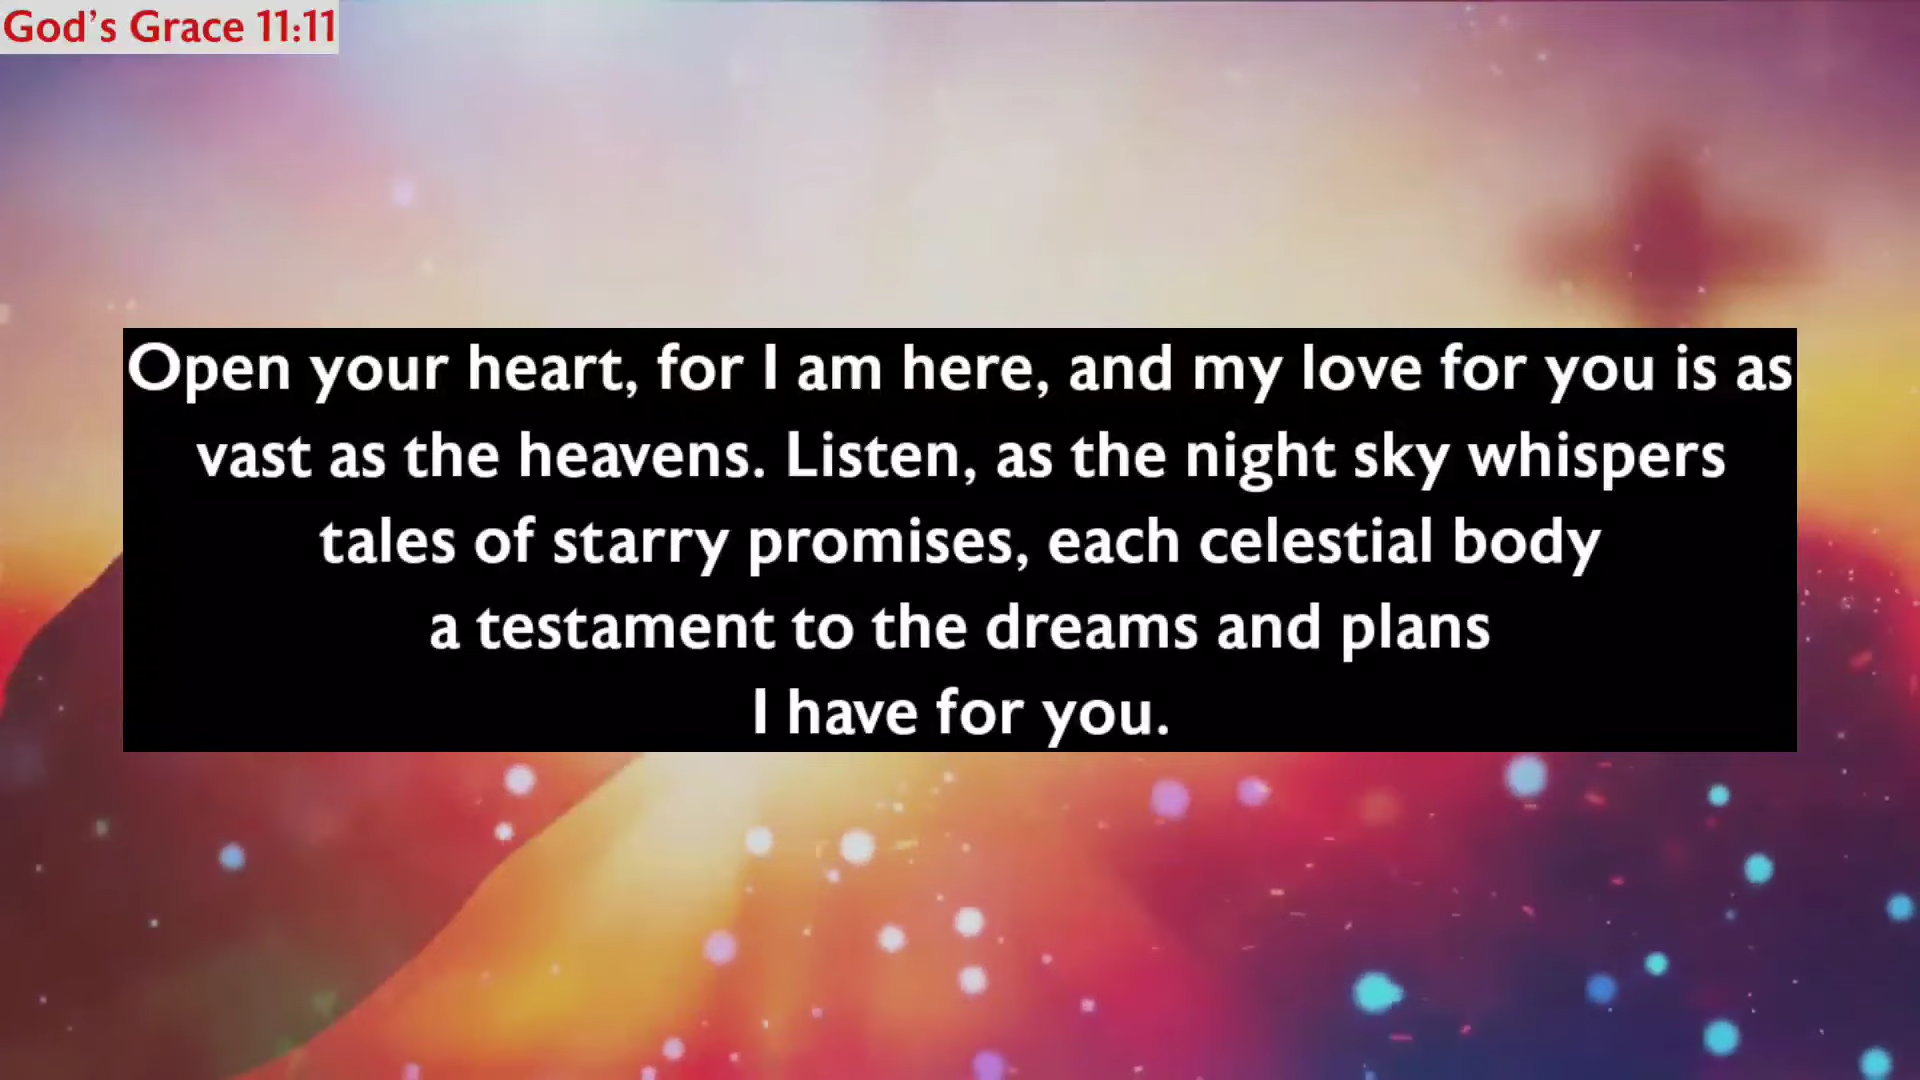 God's Grace 11:11
Open your heart, for I am here, and my love for you is as
vast as the heavens. Listen, as the night sky whispers
tales of starry promises, each celestial body
a testament to the dreams and plans
I have for you.